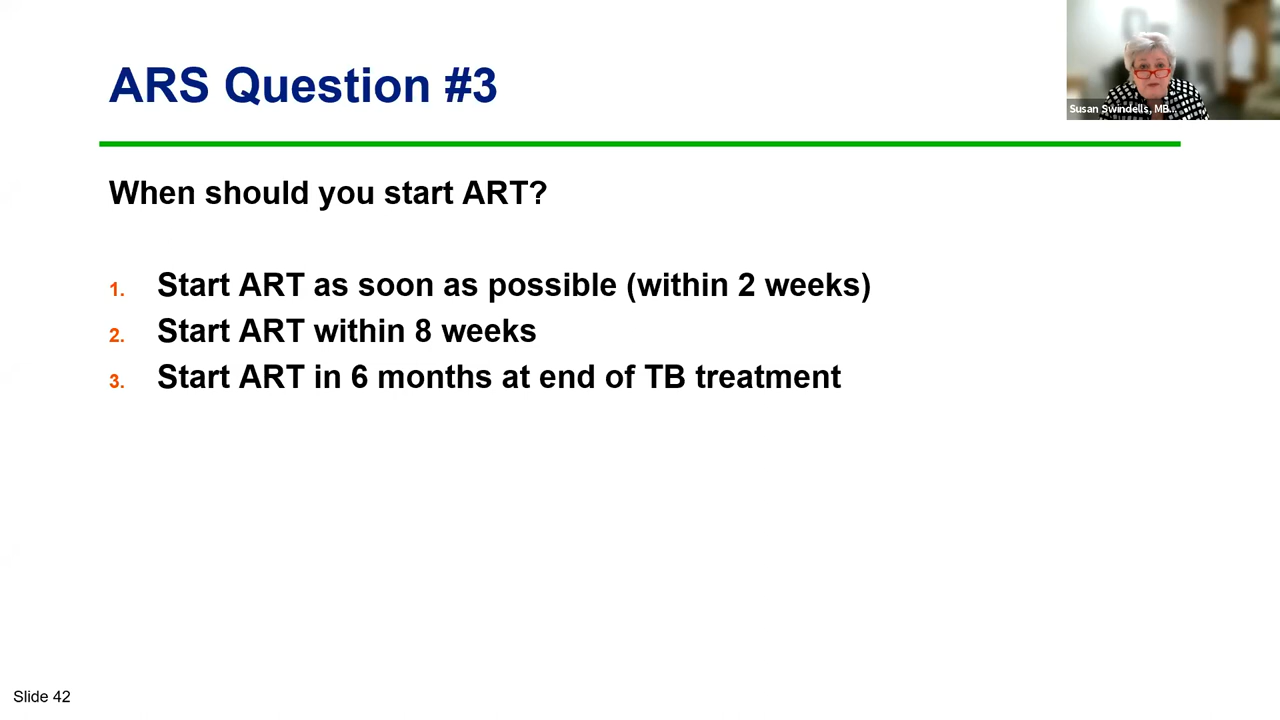 ARS Question #3
Susan Swindells, MB...
When should you start ART?
1. Start ART as soon as possible (within 2 weeks)
2. Start ART within 8 weeks
3. Start ART in 6 months at end of TB treatment
Slide 42